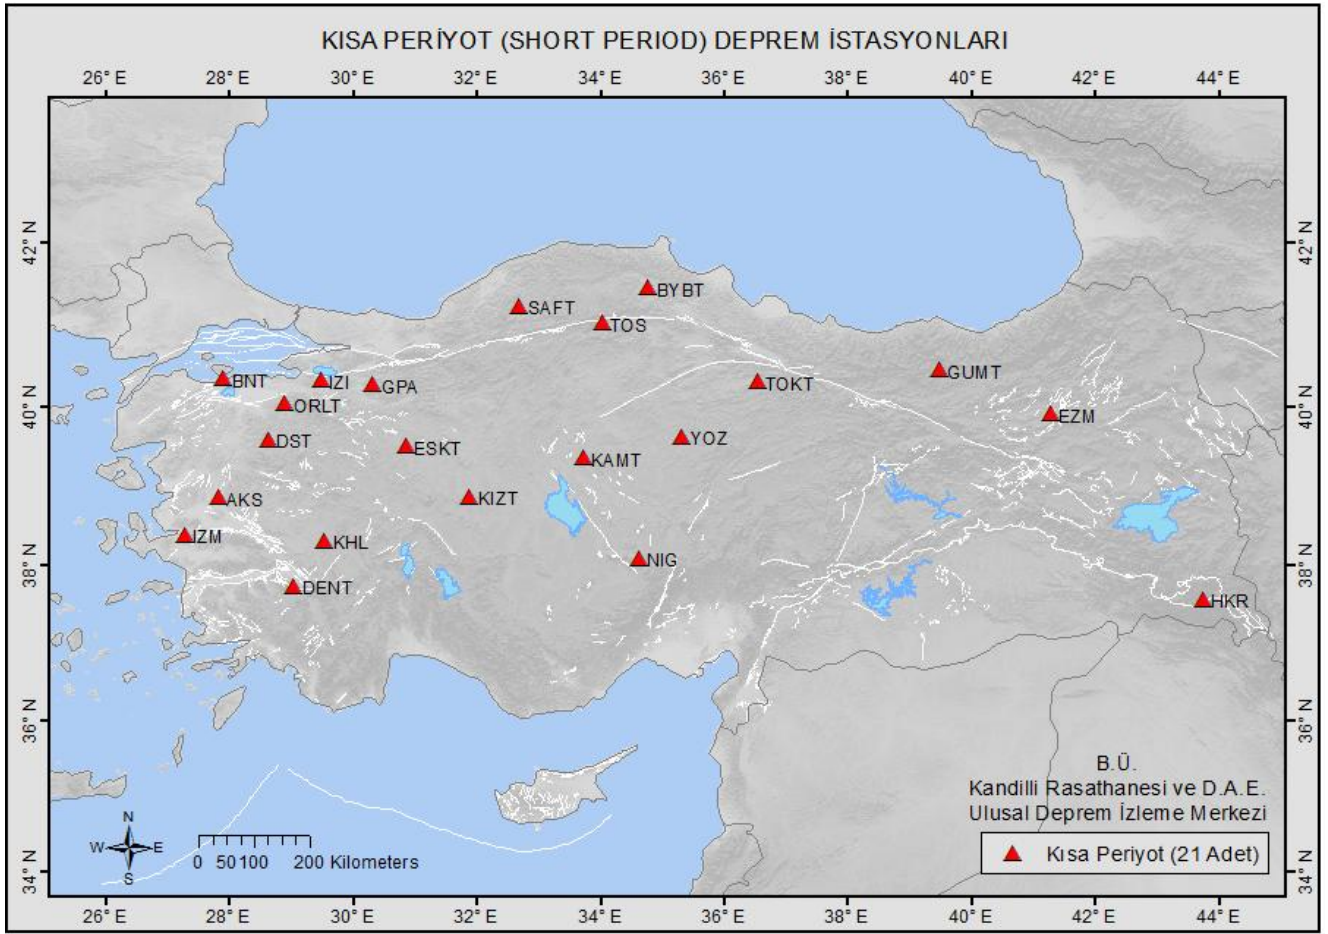 KISA PERİYOT (SHORT PERIOD) DEPREM İSTASYONLARI
26° E 28° E 30° E 32° E 34° E 36° E 38° E 40° E 42° E 44° E
42° N 42° N
BYBT
SAFT
TOS
GUMT
BNT IZI GPA TOKT
40° N ORLT EZM 40° N
DST ESKT YOZ
KAMT
AKS KIZT
IZM KHL
38° N NIG 38° N
DENT
HKR
36° N 36° N
B.Ü.
Kandilli Rasathanesi ve D.A.E.
Ulusal Deprem İzleme Merkezi
Kısa Periyot (21 Adet)
N
W E
S
0 50 100 200 Kilometers
34° N 34° N
26° E 28° E 30° E 32° E 34° E 36° E 38° E 40° E 42° E 44° E